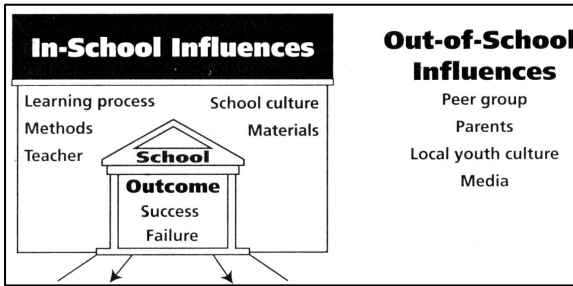 In-School Influences
Learning process
Methods
Teacher
School culture
Materials
School
Outcome
Success
Failure
Out-of-School
Influences
Peer group
Parents
Local youth culture
Media